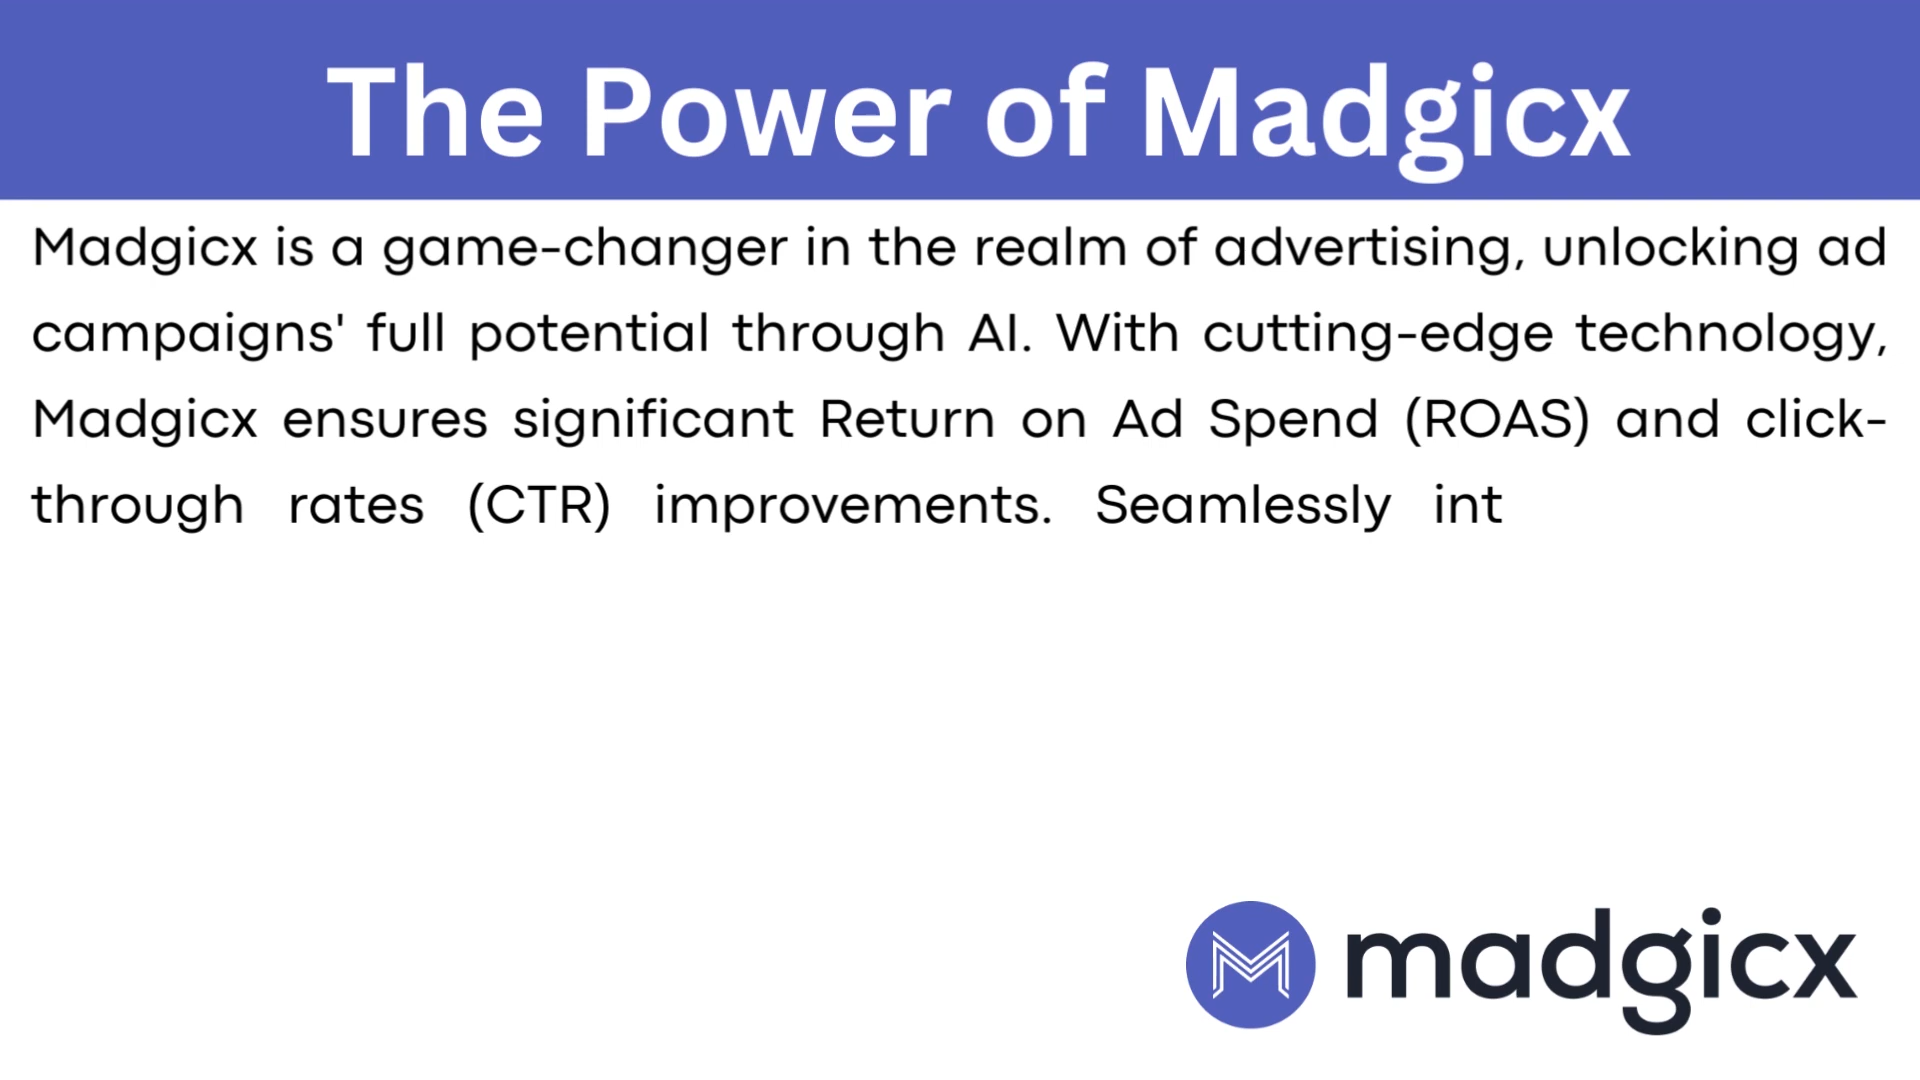 The Power of Madgicx
Madgicx is a game-changer in the realm of advertising, unlocking ad
campaigns' full potential through AI. With cutting-edge technology,
Madgicx ensures significant Return on Ad Spend (ROAS) and click-
through rates (CTR) improvements. Seamlessly int
madgicx